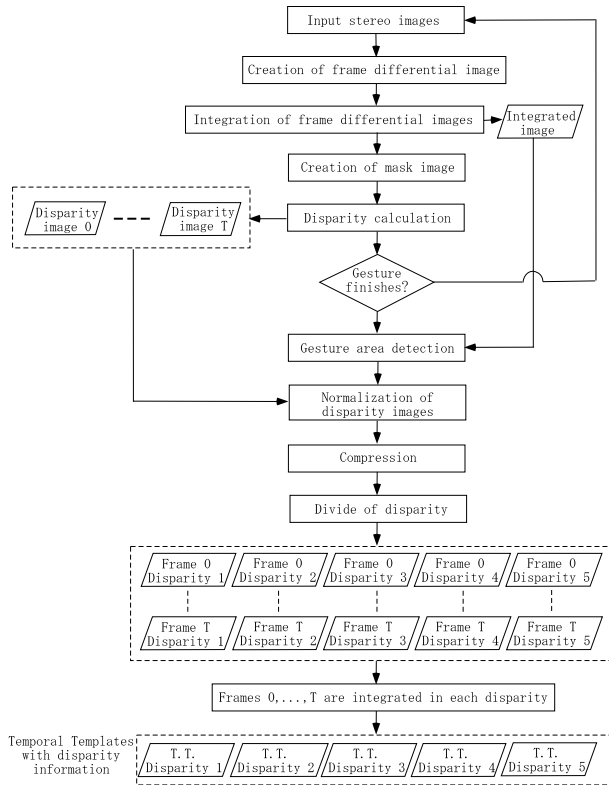 Input stereo images
Creation of frame differential image
Integration of frame differential images
Integrated
image
Creation of mask image
Disparity
image 0
Disparity
image T
Disparity calculation
Gesture
finishes?
Gesture area detection
Normalization of
disparity images
Compression
Divide of disparity
Frame 0
Disparity 1
Frame 0
Disparity 2
Frame 0
Disparity 3
Frame 0
Disparity 4
Frame 0
Disparity 5
Frame T
Disparity 1
Frame T
Disparity 2
Frame T
Disparity 3
Frame T
Disparity 4
Frame T
Disparity 5
Frames 0,...,T are integrated in each disparity
Temporal Templates
with disparity
information
T.T.
Disparity 1
T.T.
Disparity 2
T.T.
Disparity 3
T.T.
Disparity 4
T.T.
Disparity 5